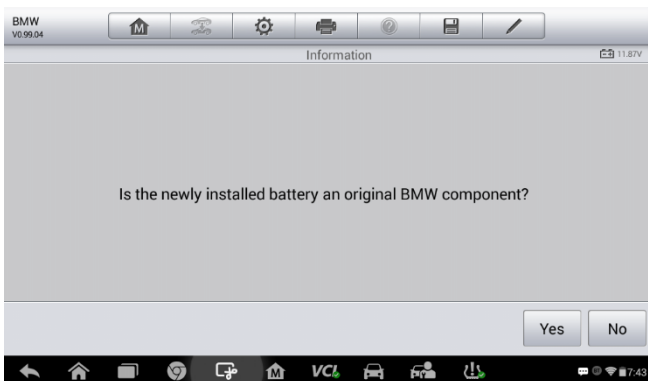 BMW
V0.99.04
M
Information
11.87V
Is the newly installed battery an original BMW component?
Yes
No
M
VCI
7:43